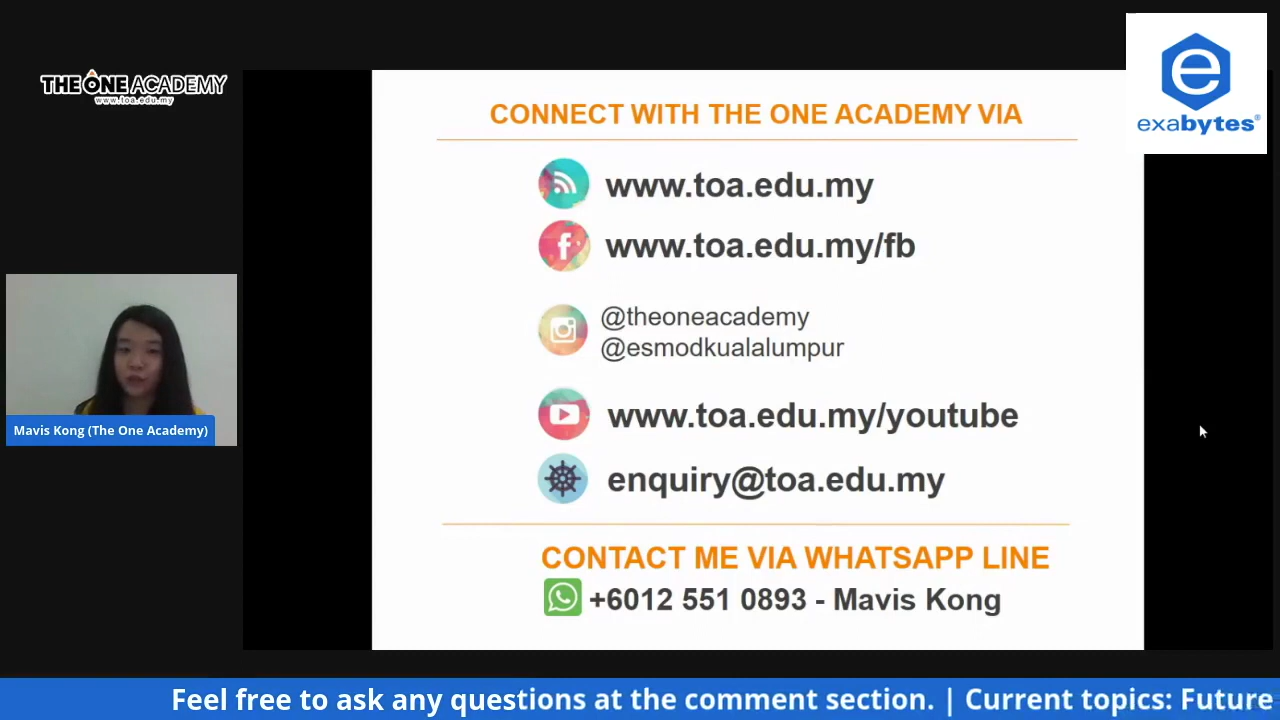 THE ONE ACADEMY
www.toa.edu.my
exabytes®
CONNECT WITH THE ONE ACADEMY VIA
www.toa.edu.my
www.toa.edu.my/fb
@theoneacademy
@esmodkualalumpur
www.toa.edu.my/youtube
enquiry@toa.edu.my
CONTACT ME VIA WHATSAPP LINE
+6012 551 0893 - Mavis Kong
Mavis Kong (The One Academy)
Feel free to ask any questions at the comment section. | Current topics: Future